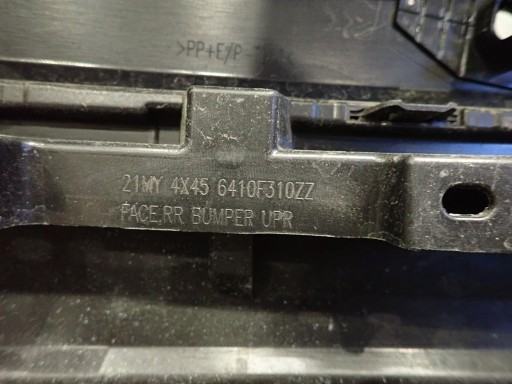 >PP+E/P
21MY 4X45 6410F310ZZ
FACE,RR BUMPER UPR